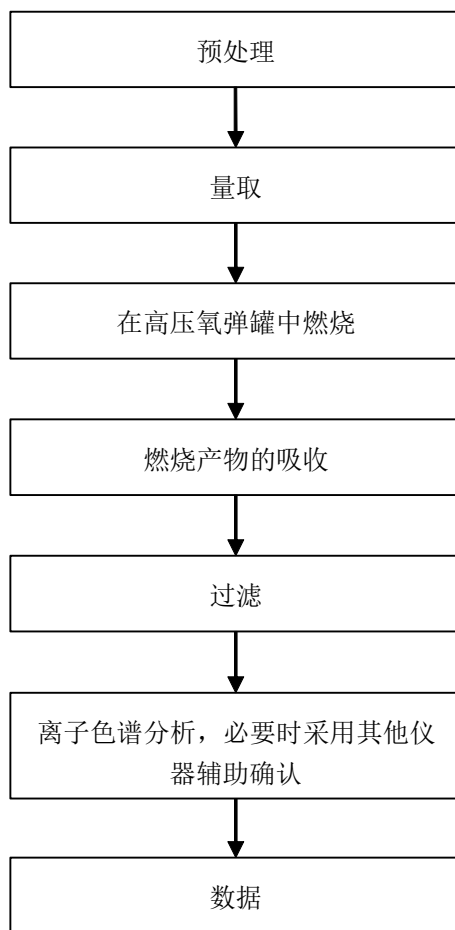 预处理
量取
在高压氧弹罐中燃烧
燃烧产物的吸收
过滤
离子色谱分析，必要时采用其他仪
器辅助确认
数据